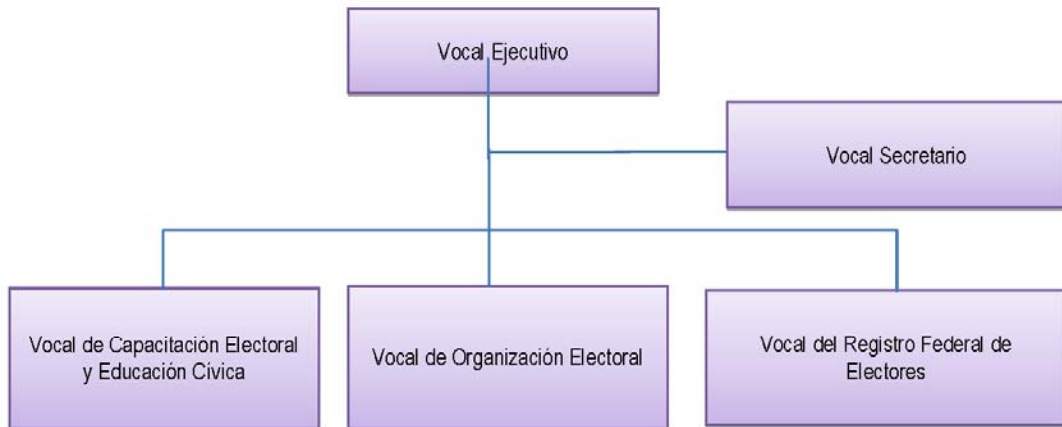 Vocal Ejecutivo
Vocal Secretario
Vocal de Capacitación Electoral
y Educación Cívica
Vocal de Organización Electoral
Vocal del Registro Federal de
Electores